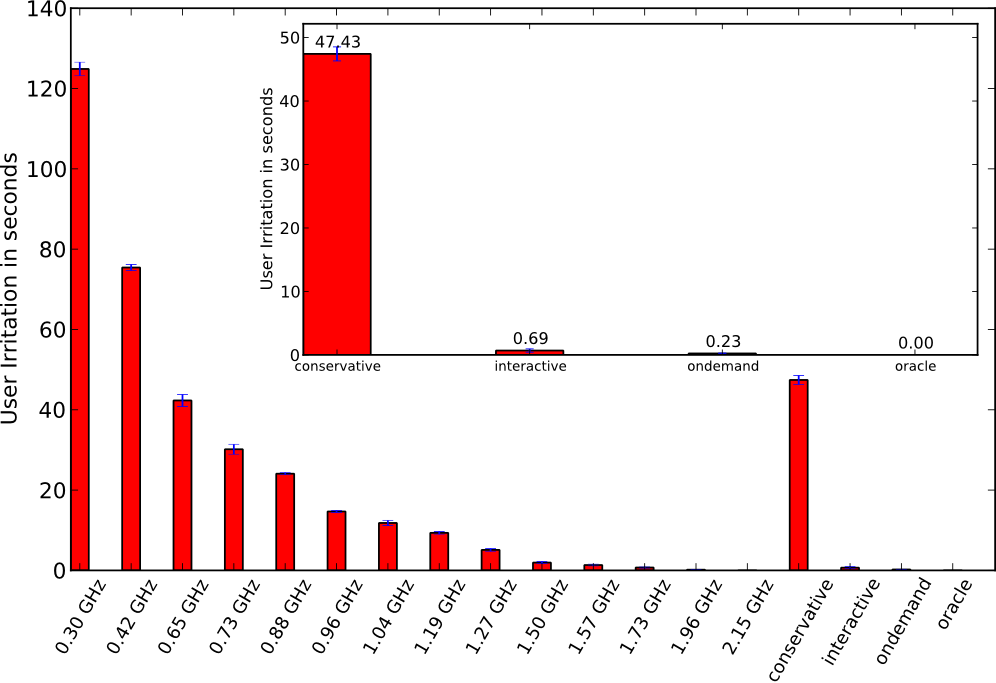 140
120
100
80
60
40
20
0
User Irritation in seconds
0.30 GHz
0.42 GHz
0.65 GHz
0.73 GHz
0.88 GHz
0.96 GHz
1.04 GHz
1.19 GHz
1.27 GHz
1.50 GHz
1.57 GHz
1.73 GHz
1.96 GHz
2.15 GHz
conservative
interactive
ondemand
oracle
50
40
30
20
10
0
User Irritation in seconds
47.43
0.69
0.23
0.00
conservative
interactive
ondemand
oracle